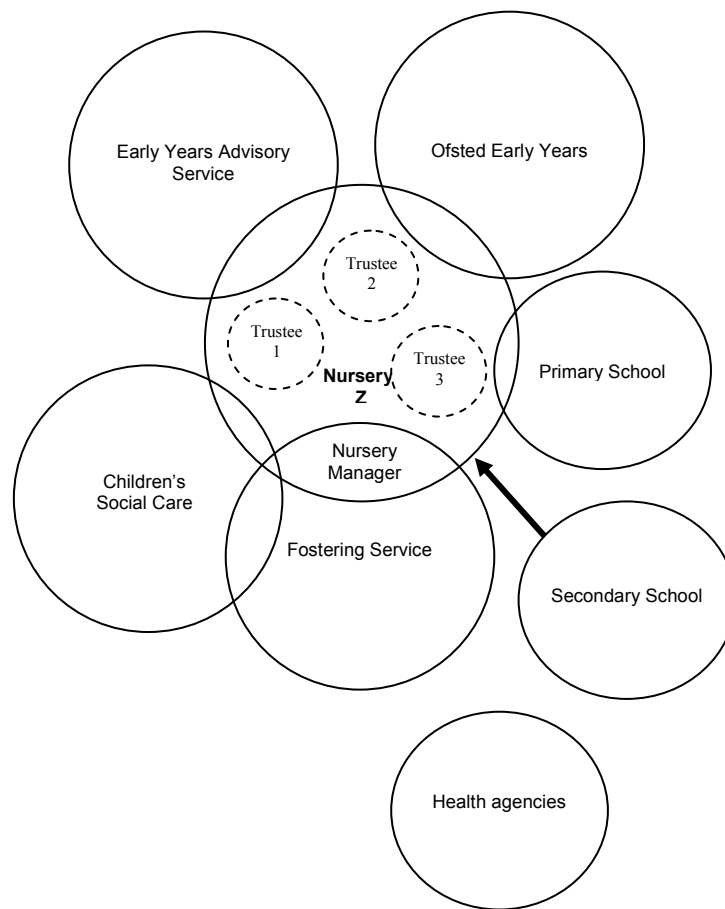 Early Years Advisory
Service
Ofsted Early Years
Trustee
2
Trustee
1
Trustee
3
Nursery
Z
Primary School
Nursery
Manager
Children’s
Social Care
Fostering Service
Secondary School
Health agencies